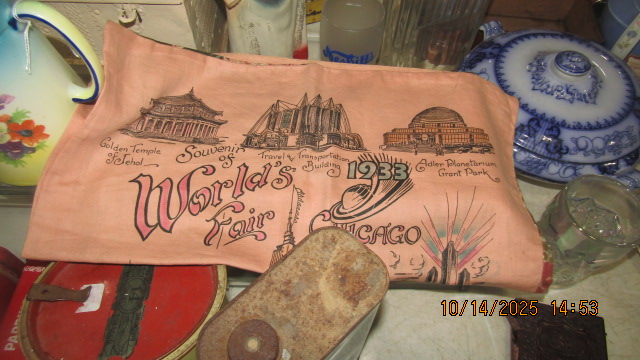 Golden Temple
of Jehol
Souvenir
of
Travel & Transportation
Building
Adler Planetarium
Grant Park
World's
Fair
1933
CHICAGO
10/14/2025 14:53